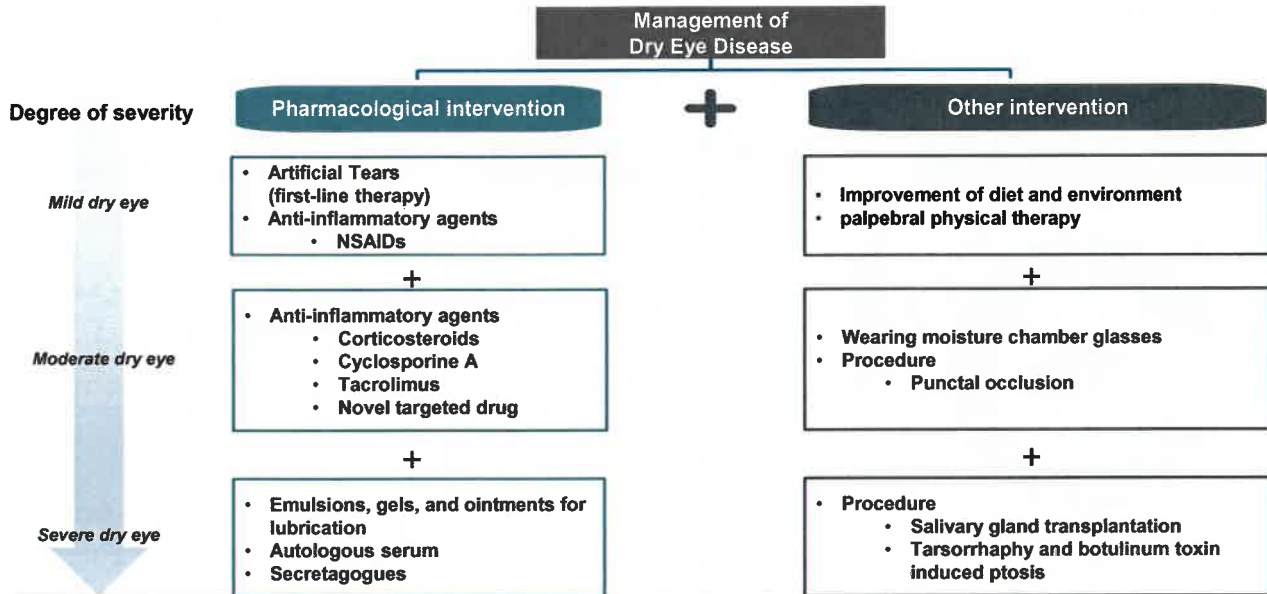 Management of
Dry Eye Disease
Degree of severity
Pharmacological intervention
+
Other intervention
Mild dry eye
• Artificial Tears
(first-line therapy)
• Anti-inflammatory agents
• NSAIDs
• Improvement of diet and environment
• palpebral physical therapy
+
+
Moderate dry eye
• Anti-inflammatory agents
• Corticosteroids
• Cyclosporine A
• Tacrolimus
• Novel targeted drug
• Wearing moisture chamber glasses
• Procedure
• Punctal occlusion
+
+
Severe dry eye
• Emulsions, gels, and ointments for
lubrication
• Autologous serum
• Secretagogues
• Procedure
• Salivary gland transplantation
• Tarsorrhaphy and botulinum toxin
induced ptosis